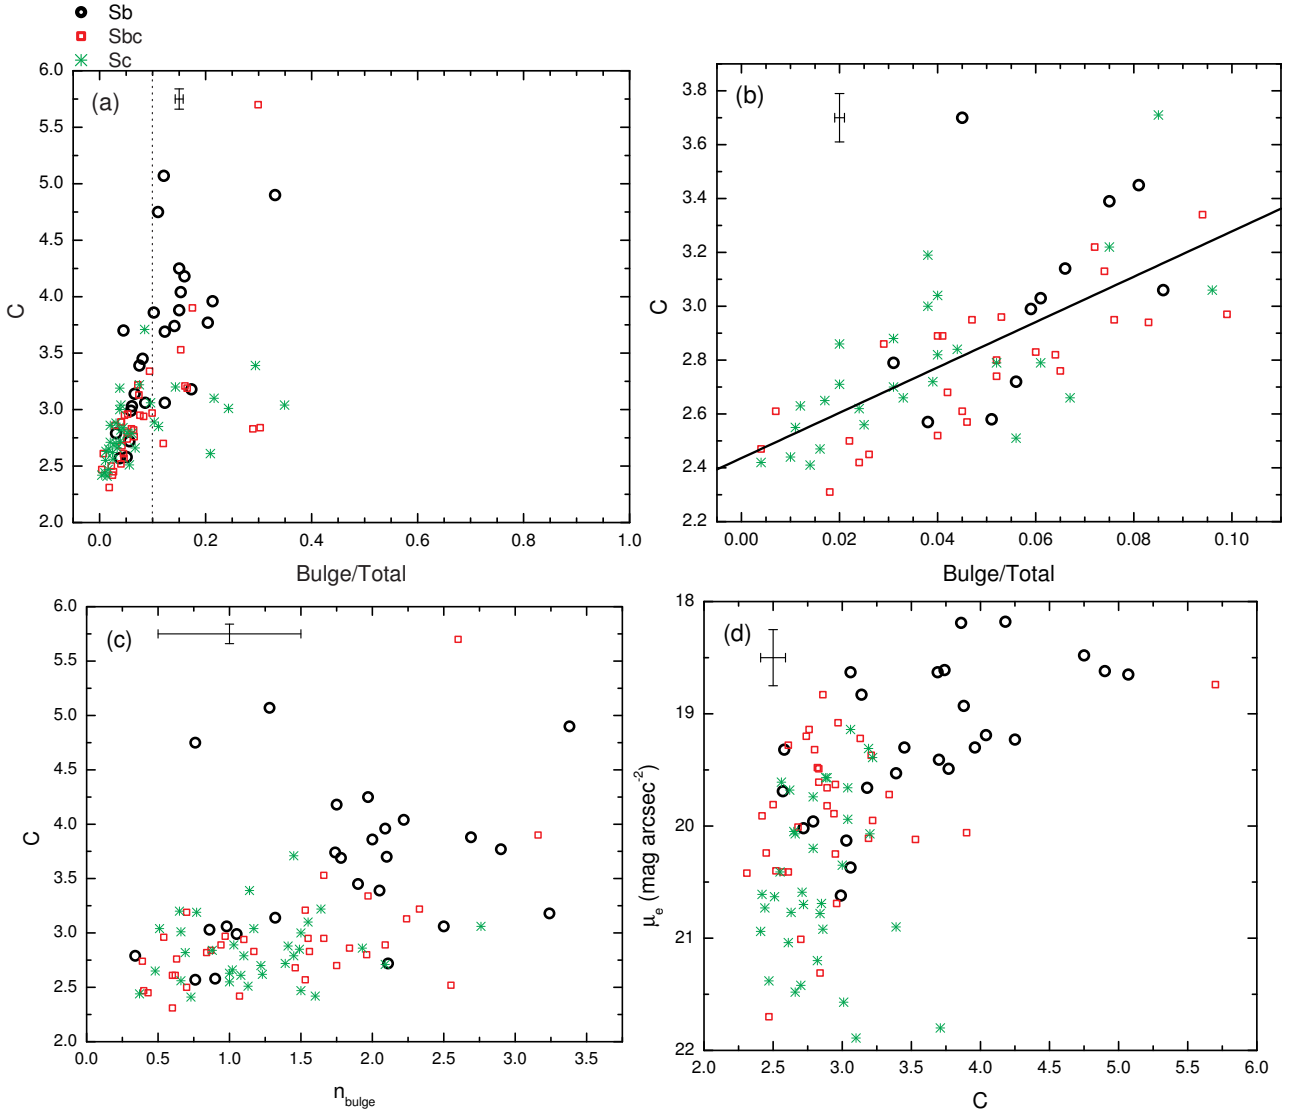 Sb
Sbc
Sc
(a)
6.0
5.5
5.0
4.5
4.0
3.5
3.0
2.5
2.0
C
0.0 0.2 0.4 0.6 0.8 1.0
Bulge/Total
(b)
3.8
3.6
3.4
3.2
3.0
2.8
2.6
2.4
2.2
C
0.00 0.02 0.04 0.06 0.08 0.10
Bulge/Total
(c)
6.0
5.5
5.0
4.5
4.0
3.5
3.0
2.5
2.0
C
0.0 0.5 1.0 1.5 2.0 2.5 3.0 3.5
n_bulge
(d)
18
19
20
21
22
μ_e (mag arcsec⁻²)
2.0 2.5 3.0 3.5 4.0 4.5 5.0 5.5 6.0
C